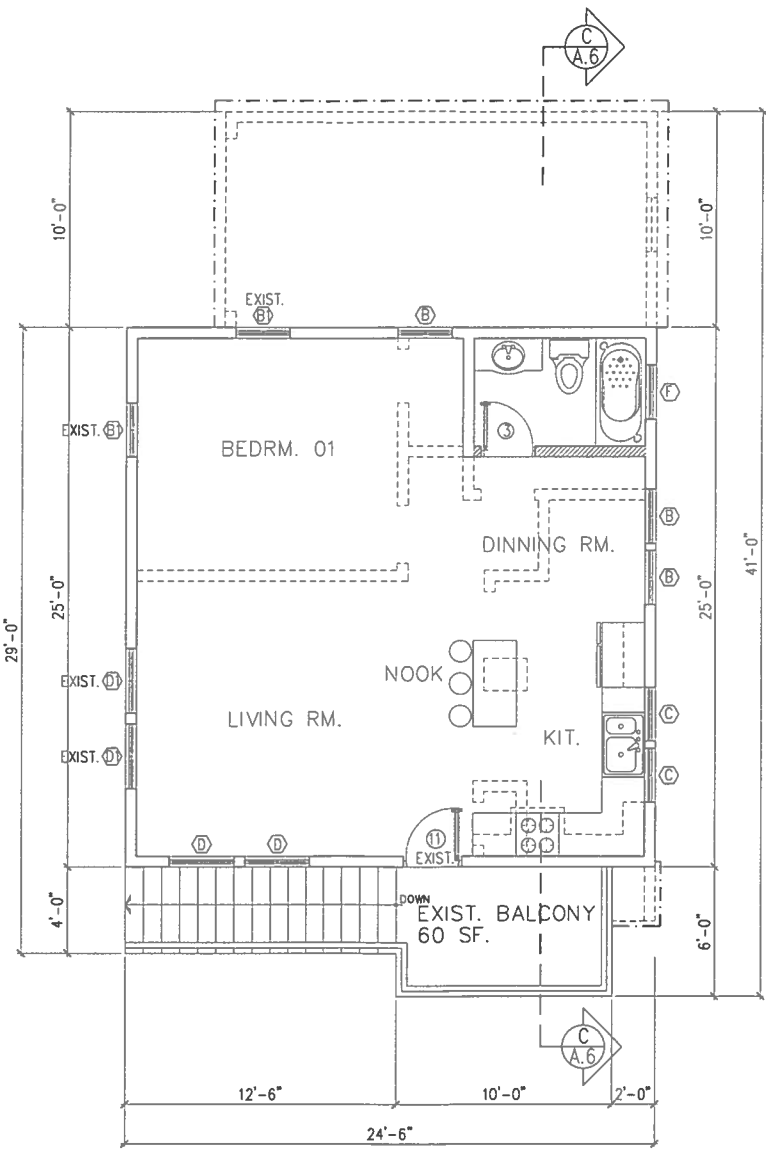 C
A.6
10'-0"
10'-0"
EXIST.
B1
B
F
EXIST. B1
3
BEDRM. 01
B
DINNING RM.
B
41'-0"
25'-0"
25'-0"
29'-0"
NOOK
EXIST. D1
LIVING RM.
KIT.
C
EXIST. D1
C
D
D
11
EXIST.
DOWN
EXIST. BALCONY
60 SF.
4'-0"
6'-0"
C
A.6
12'-6"
10'-0"
2'-0"
24'-6"